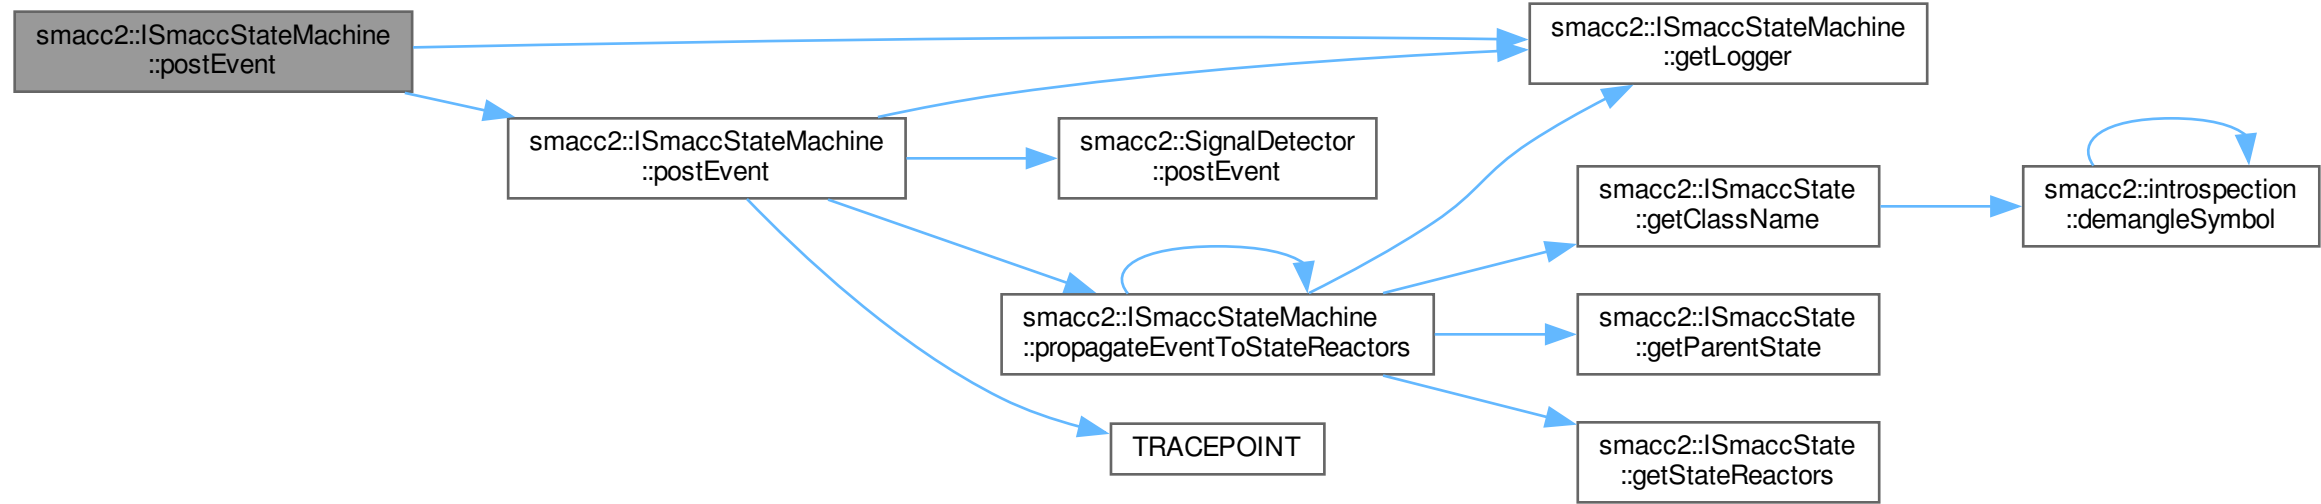 smacc2::ISmaccStateMachine
::postEvent
smacc2::ISmaccStateMachine
::postEvent
smacc2::ISmaccStateMachine
::getLogger
smacc2::SignalDetector
::postEvent
smacc2::ISmaccStateMachine
::propagateEventToStateReactors
smacc2::ISmaccState
::getClassName
smacc2::introspection
::demangleSymbol
smacc2::ISmaccState
::getParentState
smacc2::ISmaccState
::getStateReactors
TRACEPOINT